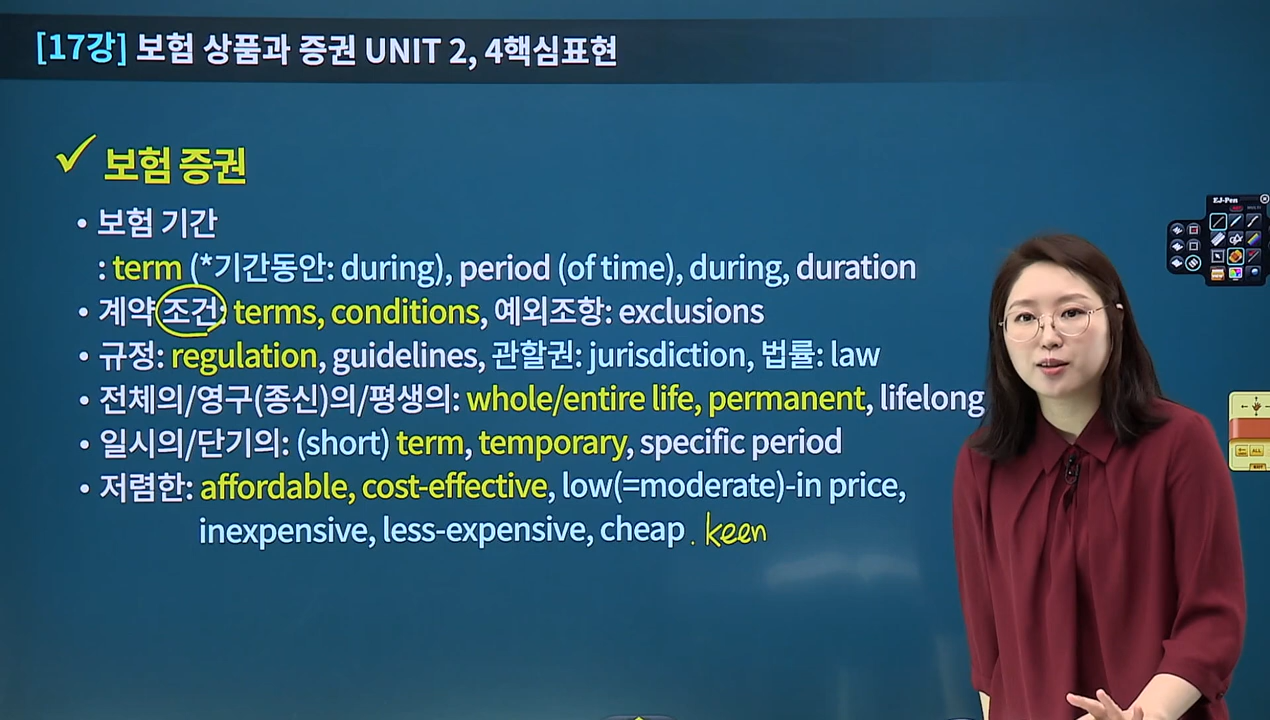 [17강] 보험 상품과 증권 UNIT 2, 4핵심표현
✓ 보험 증권
• 보험 기간
: term (*기간동안: during), period (of time), during, duration
• 계약 조건: terms, conditions, 예외조항: exclusions
• 규정: regulation, guidelines, 관할권: jurisdiction, 법률: law
• 전체의/영구(종신)의/평생의: whole/entire life, permanent, lifelong
• 일시의/단기의: (short) term, temporary, specific period
• 저렴한: affordable, cost-effective, low(=moderate)-in price,
inexpensive, less-expensive, cheap . keen
EJ-Pen
ALL
EXIT